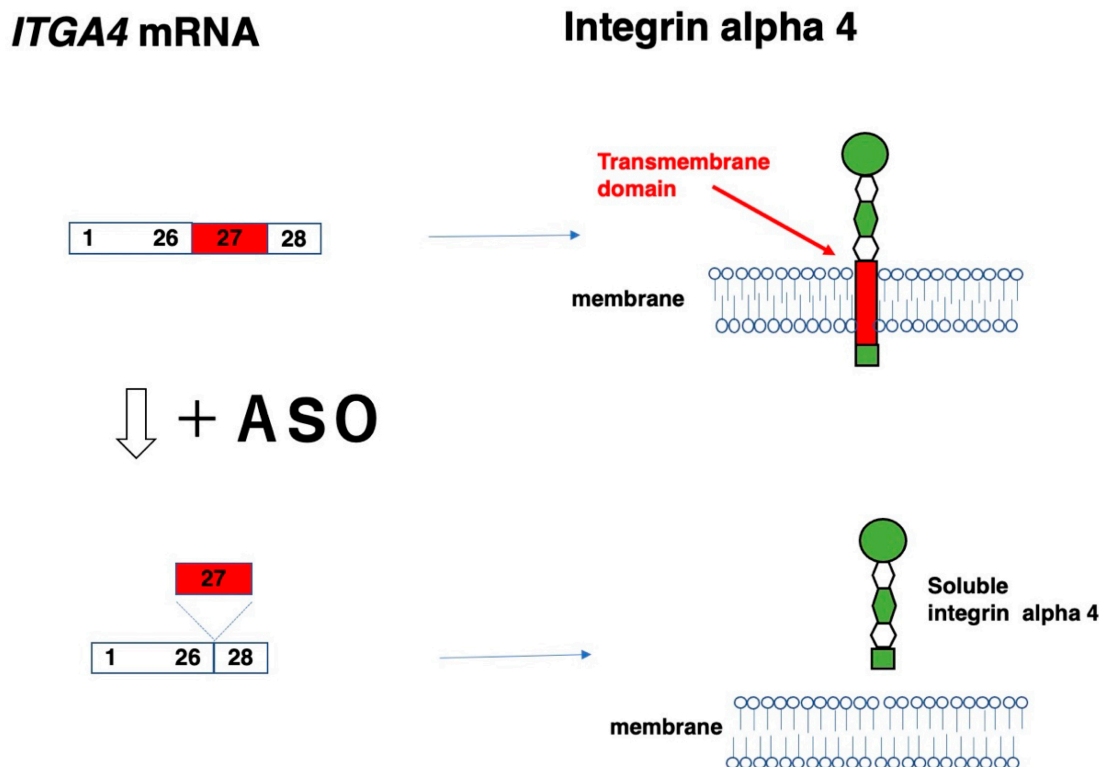 ITGA4 mRNA
Integrin alpha 4
Transmembrane
domain
1 26 27 28
membrane
+ ASO
27
Soluble
integrin alpha 4
1 26 28
membrane